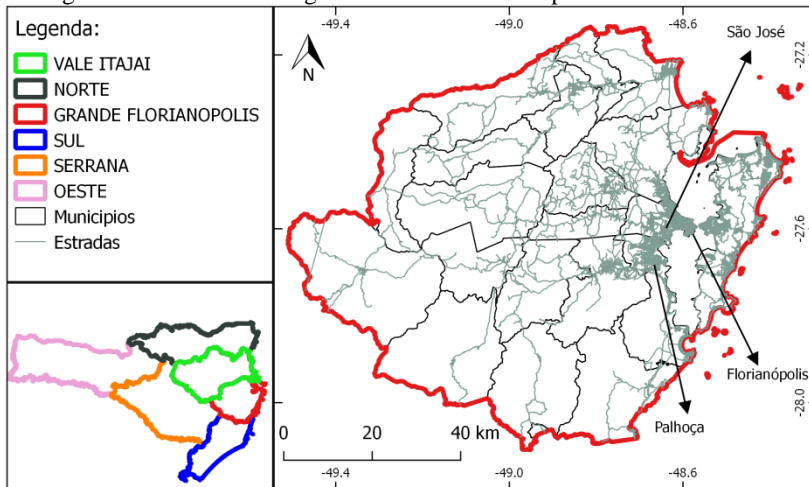 Legenda:
VALE ITAJAI
NORTE
GRANDE FLORIANOPOLIS
SUL
SERRANA
OESTE
Municipios
Estradas
-49.4
-49.0
-48.6
N
São José
-27.2
-27.6
-28.0
Florianópolis
Palhoça
0 20 40 km
-49.4
-49.0
-48.6